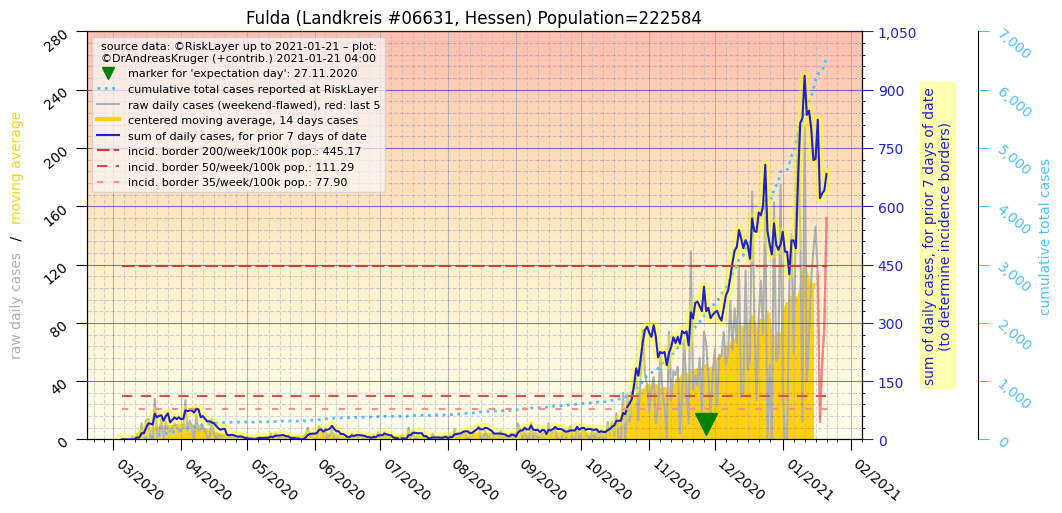 Fulda (Landkreis #06631, Hessen) Population=222584
source data: ©RiskLayer up to 2021-01-21 – plot:
©DrAndreasKruger (+contrib.) 2021-01-21 04:00
marker for 'expectation day': 27.11.2020
cumulative total cases reported at RiskLayer
raw daily cases (weekend-flawed), red: last 5
centered moving average, 14 days cases
sum of daily cases, for prior 7 days of date
incid. border 200/week/100k pop.: 445.17
incid. border 50/week/100k pop.: 111.29
incid. border 35/week/100k pop.: 77.90
raw daily cases / moving average
280
240
200
160
120
80
40
0
03/2020
04/2020
05/2020
06/2020
07/2020
08/2020
09/2020
10/2020
11/2020
12/2020
01/2021
02/2021
1,050
900
750
600
450
300
150
0
sum of daily cases, for prior 7 days of date
(to determine incidence borders)
7,000
6,000
5,000
4,000
3,000
2,000
1,000
0
cumulative total cases